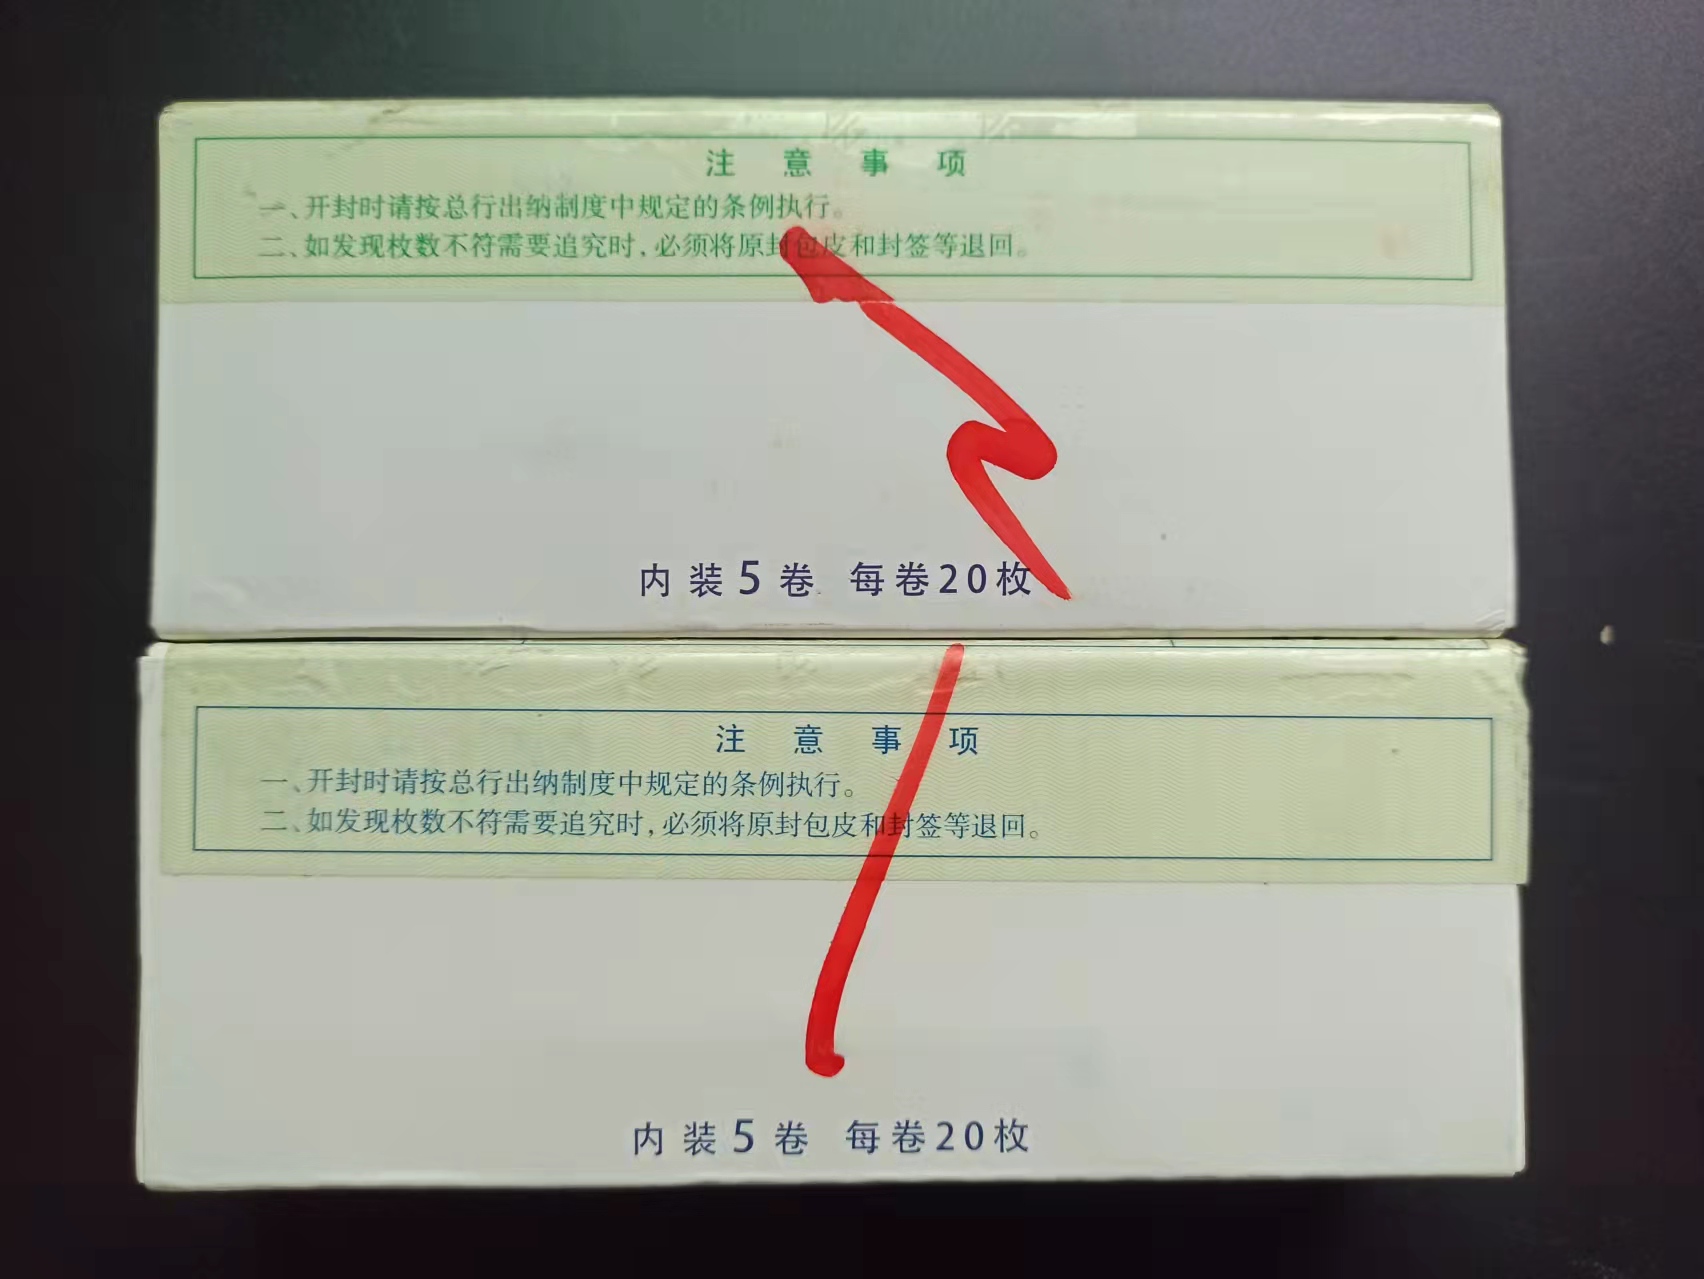 注意事项
一、开封时请按总行出纳制度中规定的条例执行。
二、如发现枚数不符需要追究时,必须将原封包皮和封签等退回。
内装5卷 每卷20枚
注意事项
一、开封时请按总行出纳制度中规定的条例执行。
二、如发现枚数不符需要追究时,必须将原封包皮和封签等退回。
内装5卷 每卷20枚